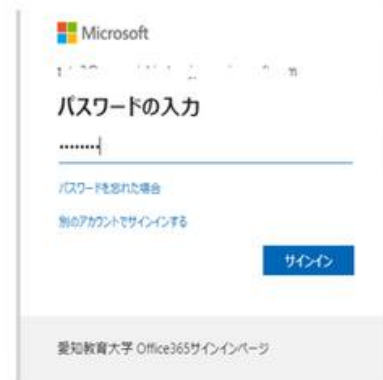 Microsoft
パスワードの入力
••••••••
パスワードを忘れた場合
別のアカウントでサインインする
サインイン
愛知教育大学 Office365サインインページ